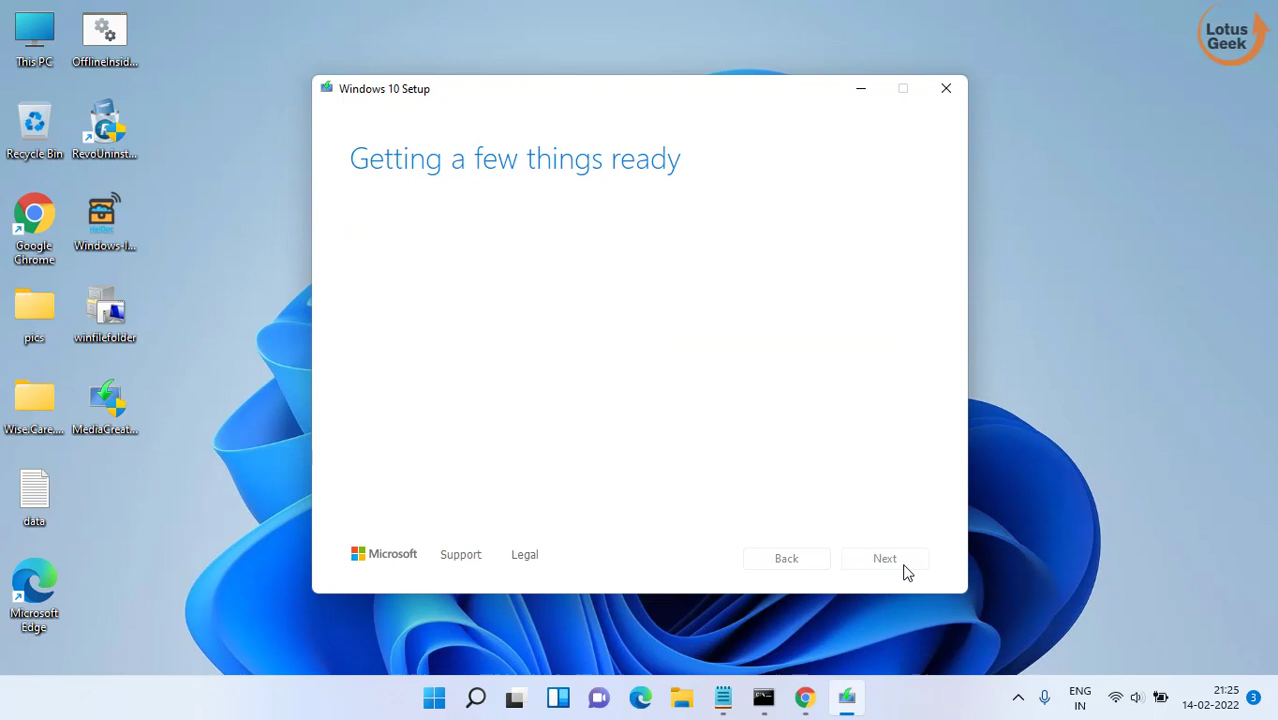 This PC
OfflineInsid...
Recycle Bin
RevoUninst...
Google
Chrome
Windows-I...
pics
winfilefolder
Wise.Care....
MediaCreat...
data
Microsoft
Edge
Lotus
Geek
Windows 10 Setup
Getting a few things ready
Microsoft
Support
Legal
Back
Next
ENG
IN
21:25
14-02-2022
3